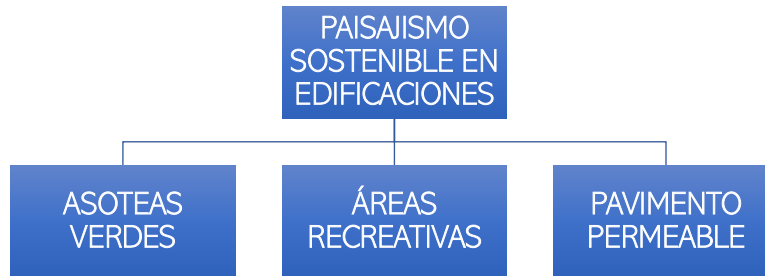 PAISAJISMO
SOSTENIBLE EN
EDIFICACIONES
ASOTEAS
VERDES
ÁREAS
RECREATIVAS
PAVIMENTO
PERMEABLE